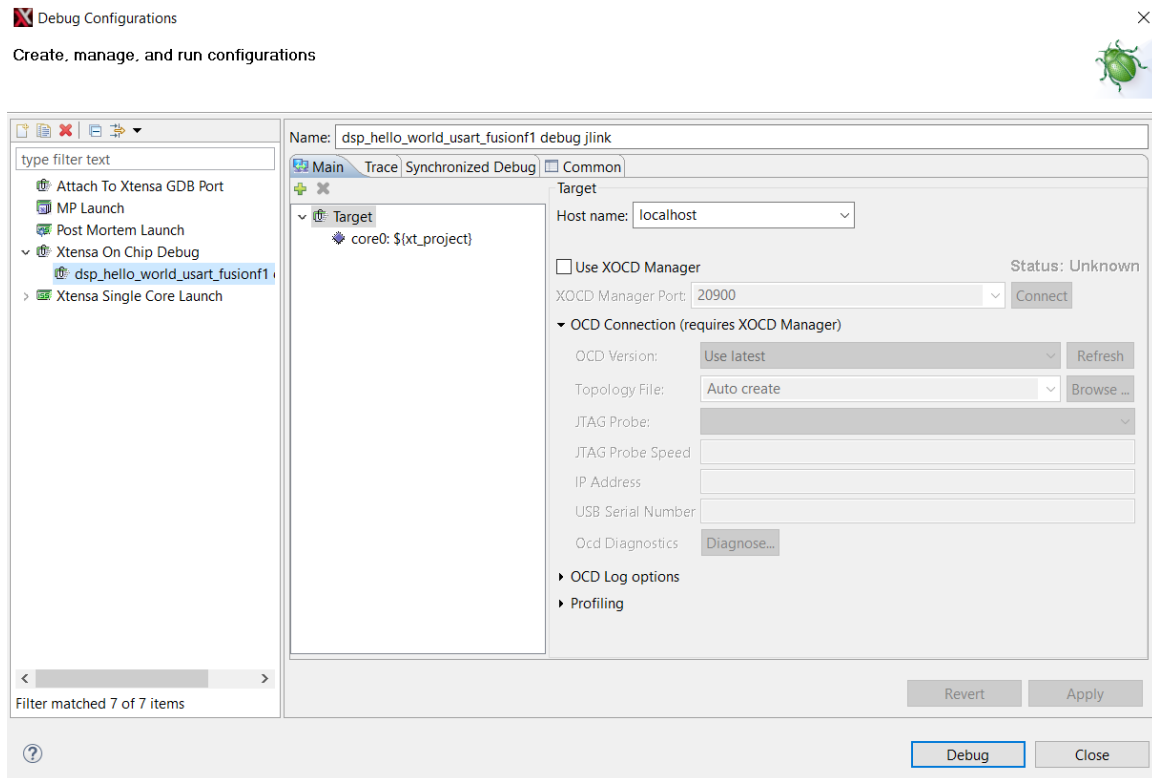 Debug Configurations
Create, manage, and run configurations
type filter text
Attach To Xtensa GDB Port
MP Launch
Post Mortem Launch
Xtensa On Chip Debug
dsp_hello_world_usart_fusionf1
Xtensa Single Core Launch
Filter matched 7 of 7 items
Name: dsp_hello_world_usart_fusionf1 debug jlink
Main Trace Synchronized Debug Common
Target
core0: ${xt_project}
Target
Host name: localhost
Use XOCD Manager Status: Unknown
XOCD Manager Port: 20900 Connect
OCD Connection (requires XOCD Manager)
OCD Version: Use latest Refresh
Topology File: Auto create Browse ...
JTAG Probe:
JTAG Probe Speed
IP Address
USB Serial Number
Ocd Diagnostics Diagnose...
OCD Log options
Profiling
Revert Apply
Debug Close